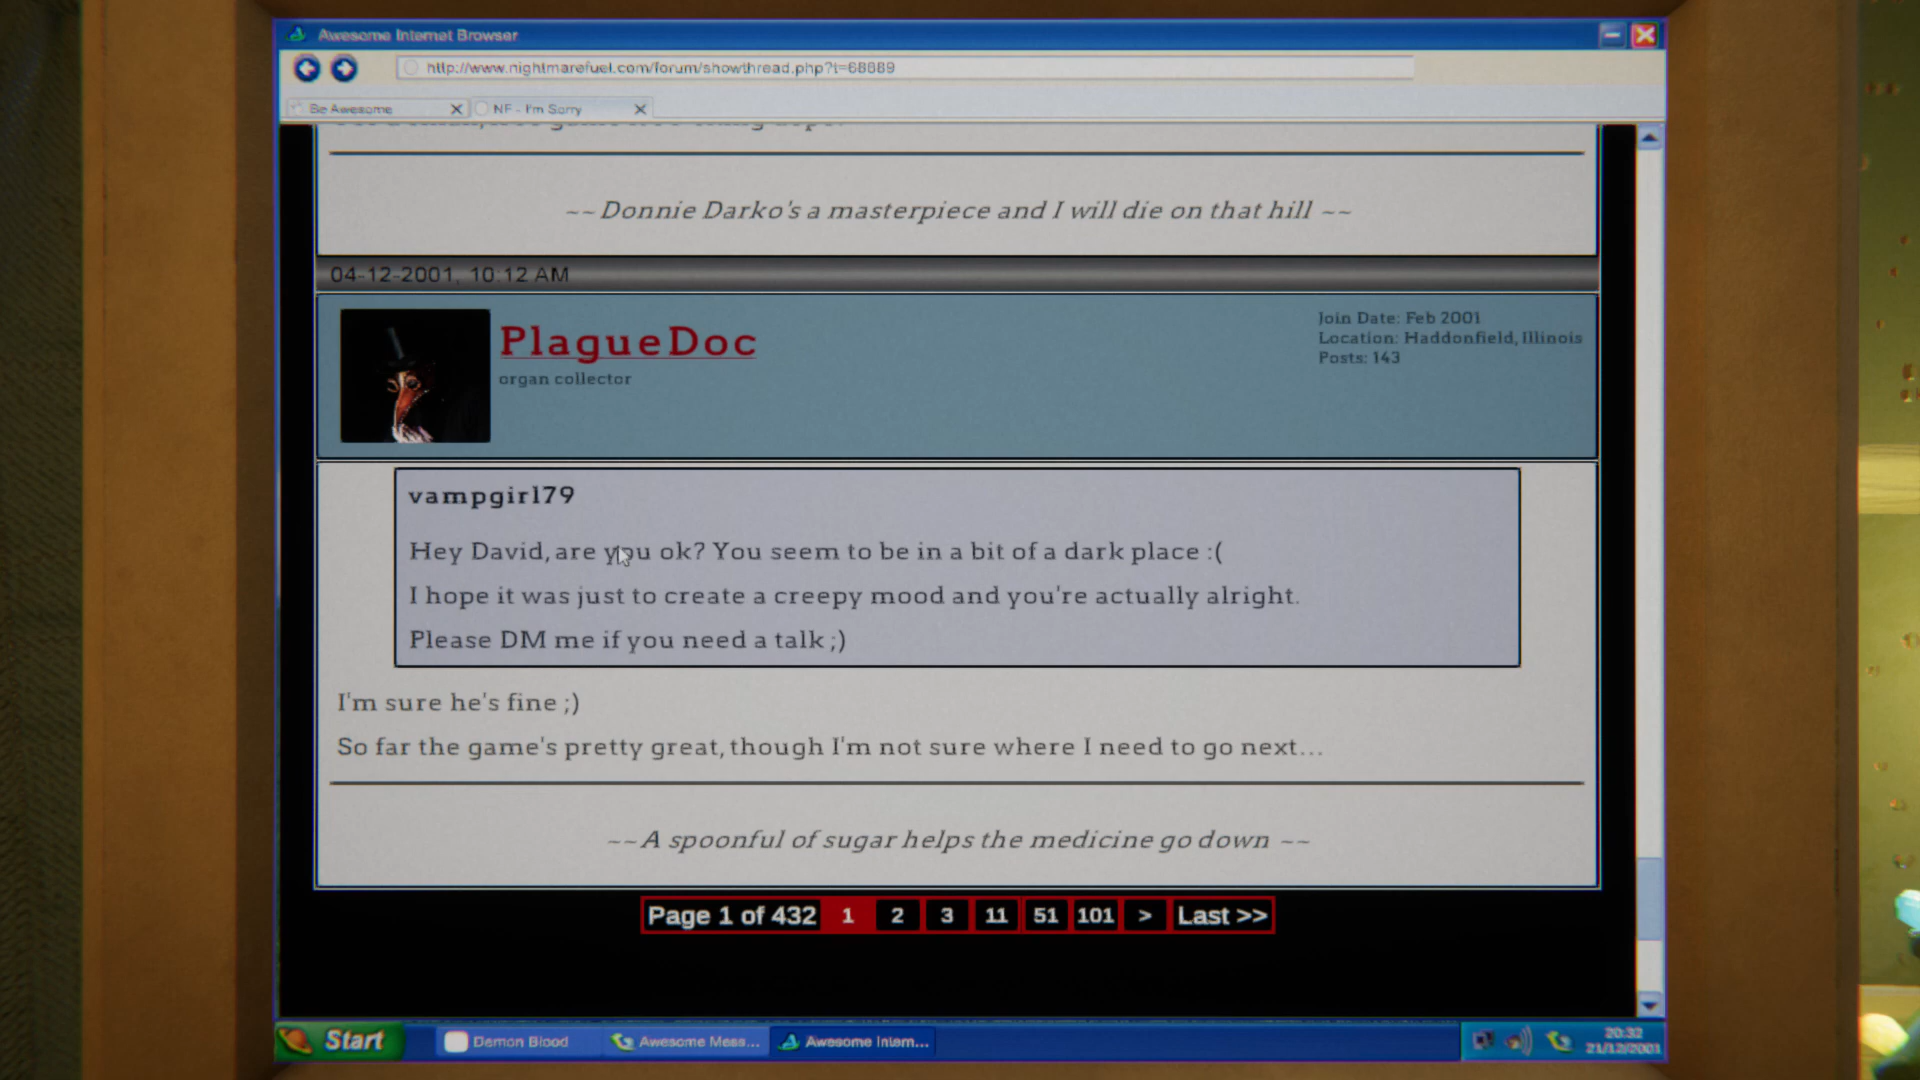 Awesome Internet Browser
http://www.nightmarefuel.com/forum/showthread.php?t=68689
Be Awesome
NF - I'm Sorry
~~ Donnie Darko's a masterpiece and I will die on that hill ~~
04-12-2001, 10:12 AM
PlagueDoc
organ collector
Join Date: Feb 2001
Location: Haddonfield, Illinois
Posts: 143
vampgirl79
Hey David, are you ok? You seem to be in a bit of a dark place :(
I hope it was just to create a creepy mood and you're actually alright.
Please DM me if you need a talk ;)
I'm sure he's fine ;)
So far the game's pretty great, though I'm not sure where I need to go next...
~~ A spoonful of sugar helps the medicine go down ~~
Page 1 of 432 1 2 3 11 51 101 > Last >>
Start
Demon Blood
Awesome Mess...
Awesome Intern...
20:32
21/12/2001